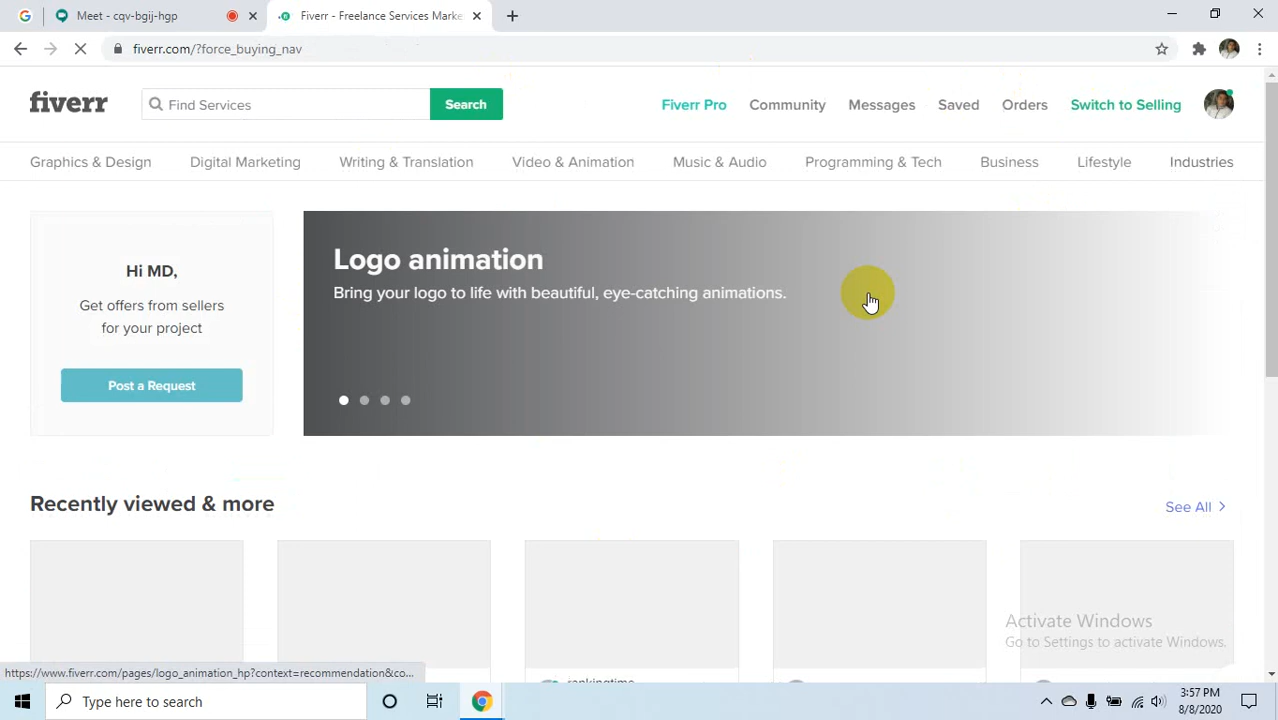 Meet - cqv-bgij-hgp
Fiverr - Freelance Services Marke
fiverr.com/?force_buying_nav
fiverr
Find Services
Search
Fiverr Pro
Community
Messages
Saved
Orders
Switch to Selling
Graphics & Design
Digital Marketing
Writing & Translation
Video & Animation
Music & Audio
Programming & Tech
Business
Lifestyle
Industries
Hi MD,
Get offers from sellers
for your project
Post a Request
Logo animation
Bring your logo to life with beautiful, eye-catching animations.
Recently viewed & more
See All
Activate Windows
Go to Settings to activate Windows.
https://www.fiverr.com/pages/logo_animation_hp?context=recommendation&co...
rankingtime
Type here to search
3:57 PM
8/8/2020